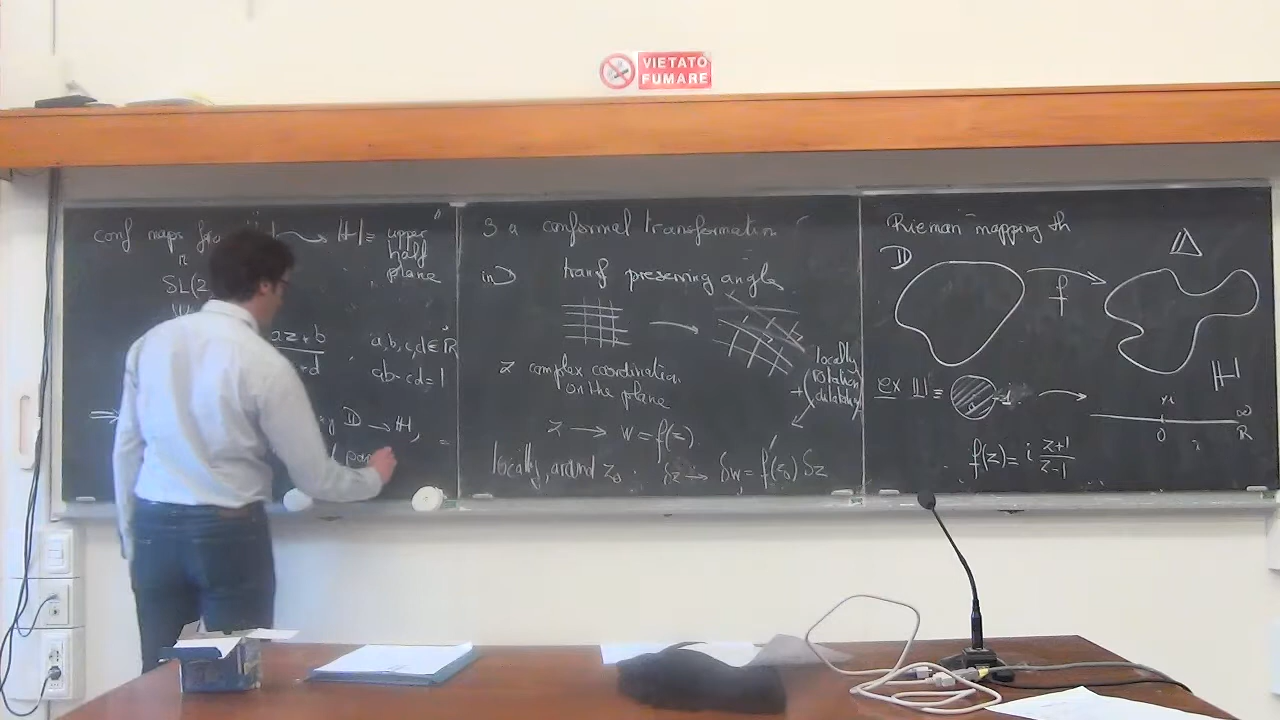 VIETATO
FUMARE
conf maps
ℍ = upper
half
plane
SL(2
az+b
+d
a,b,c,d ∈ ℝ
ab-cd=1
⇒
𝔻 → ℍ,
∃ a conformal transformation
transf preserving angles
z complex coordination
on the plane
locally
rotation
+
dilatation
z → w = f(z)
locally, around z₀ δz → δw = f'(z₀) δz
Rieman mapping th
𝔻
f
ℍ
ex
0
∞
ℝ
f(z) = i z+1
z-1